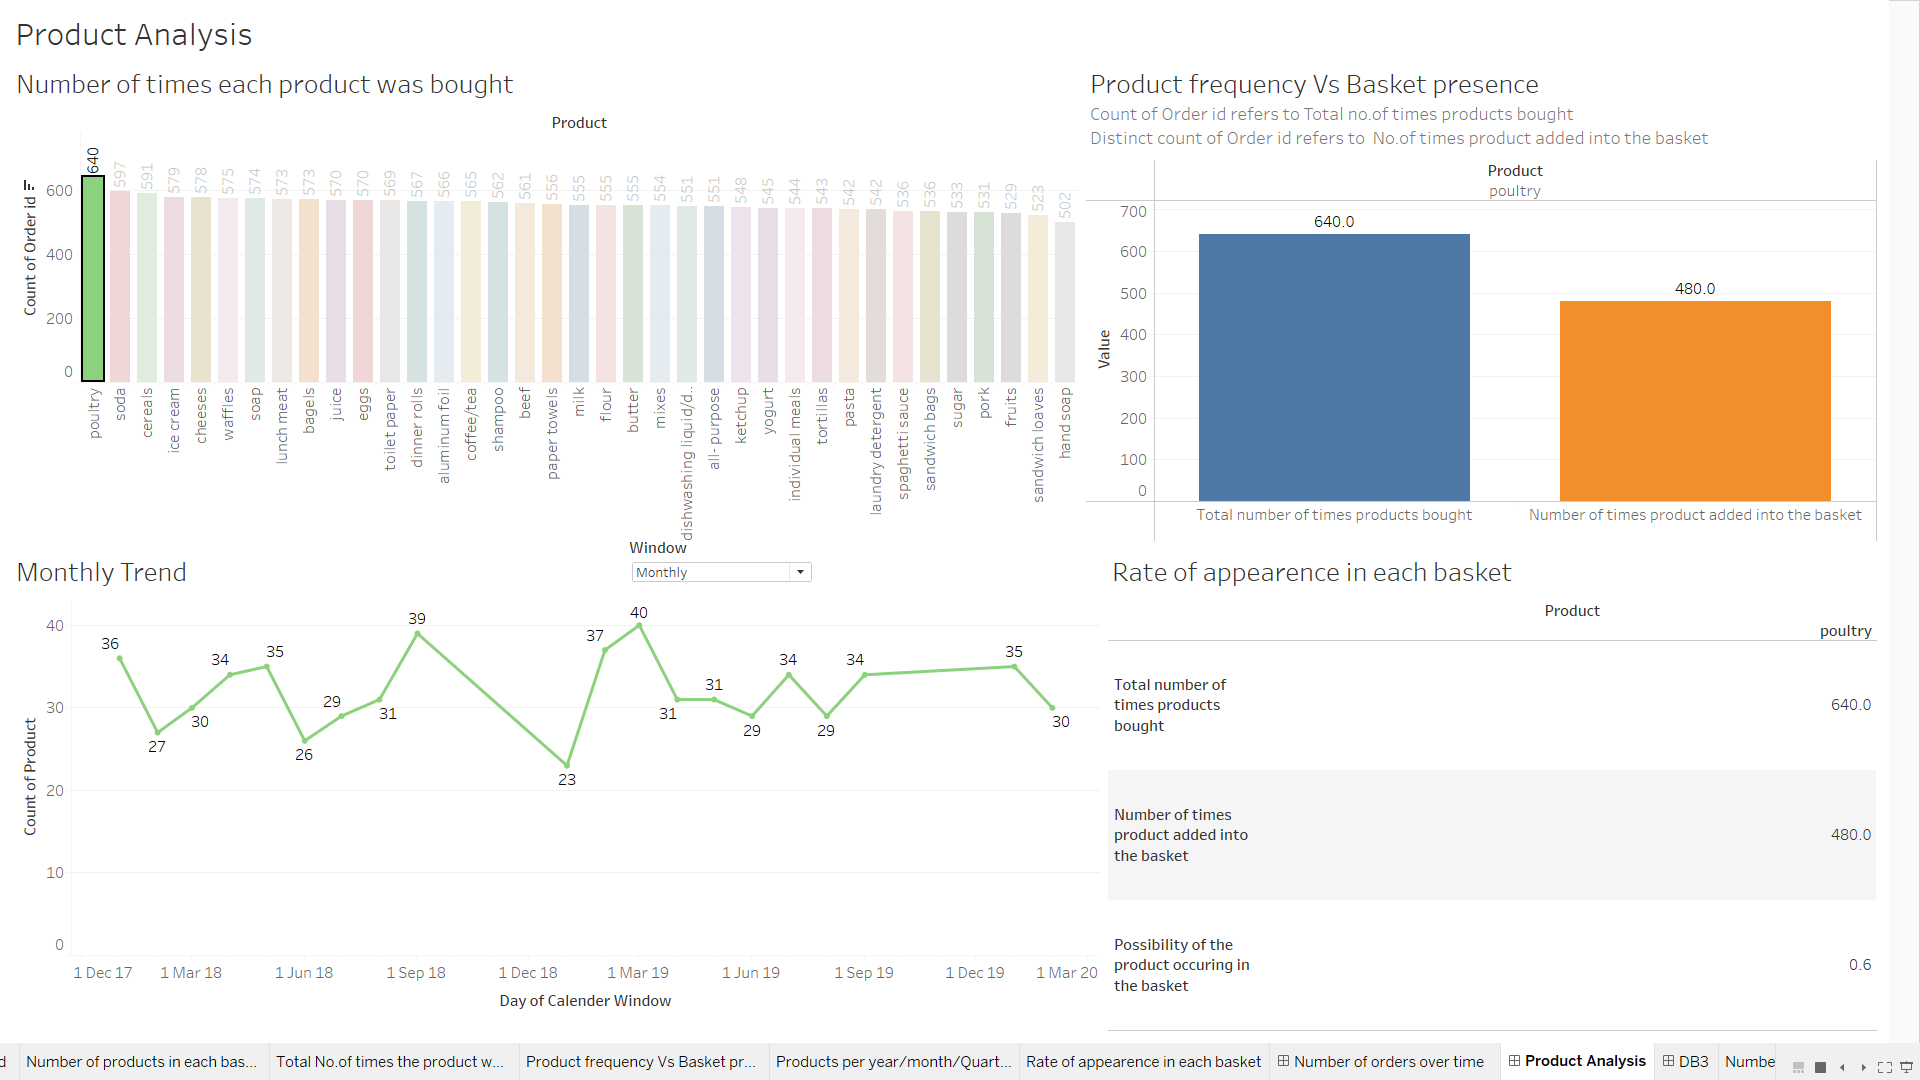 Product Analysis
Number of times each product was bought
Product
Count of Order id
600
400
200
0
640
597
591
579
578
575
574
573
573
570
570
569
567
566
565
562
561
556
555
555
555
554
551
551
548
545
544
543
542
542
536
536
533
531
529
523
502
poultry
soda
cereals
ice cream
cheeses
waffles
soap
lunch meat
bagels
juice
eggs
toilet paper
dinner rolls
aluminum foil
coffee/tea
shampoo
beef
paper towels
milk
flour
butter
mixes
dishwashing liquid/d..
all- purpose
ketchup
yogurt
individual meals
tortillas
pasta
laundry detergent
spaghetti sauce
sandwich bags
sugar
pork
fruits
sandwich loaves
hand soap
Product frequency Vs Basket presence
Count of Order id refers to Total no.of times products bought
Distinct count of Order id refers to No.of times product added into the basket
Product
poultry
Value
700
600
500
400
300
200
100
0
640.0
480.0
Total number of times products bought
Number of times product added into the basket
Window
Monthly
Monthly Trend
Count of Product
40
30
20
10
0
36
27
30
34
35
26
29
31
39
23
37
40
31
31
29
34
29
34
35
30
1 Dec 17
1 Mar 18
1 Jun 18
1 Sep 18
1 Dec 18
1 Mar 19
1 Jun 19
1 Sep 19
1 Dec 19
1 Mar 20
Day of Calender Window
Rate of appearence in each basket
Product
poultry
Total number of
times products
bought
640.0
Number of times
product added into
the basket
480.0
Possibility of the
product occuring in
the basket
0.6
d
Number of products in each bas...
Total No.of times the product w...
Product frequency Vs Basket pr...
Products per year/month/Quart...
Rate of appearence in each basket
Number of orders over time
Product Analysis
DB3
Numbe